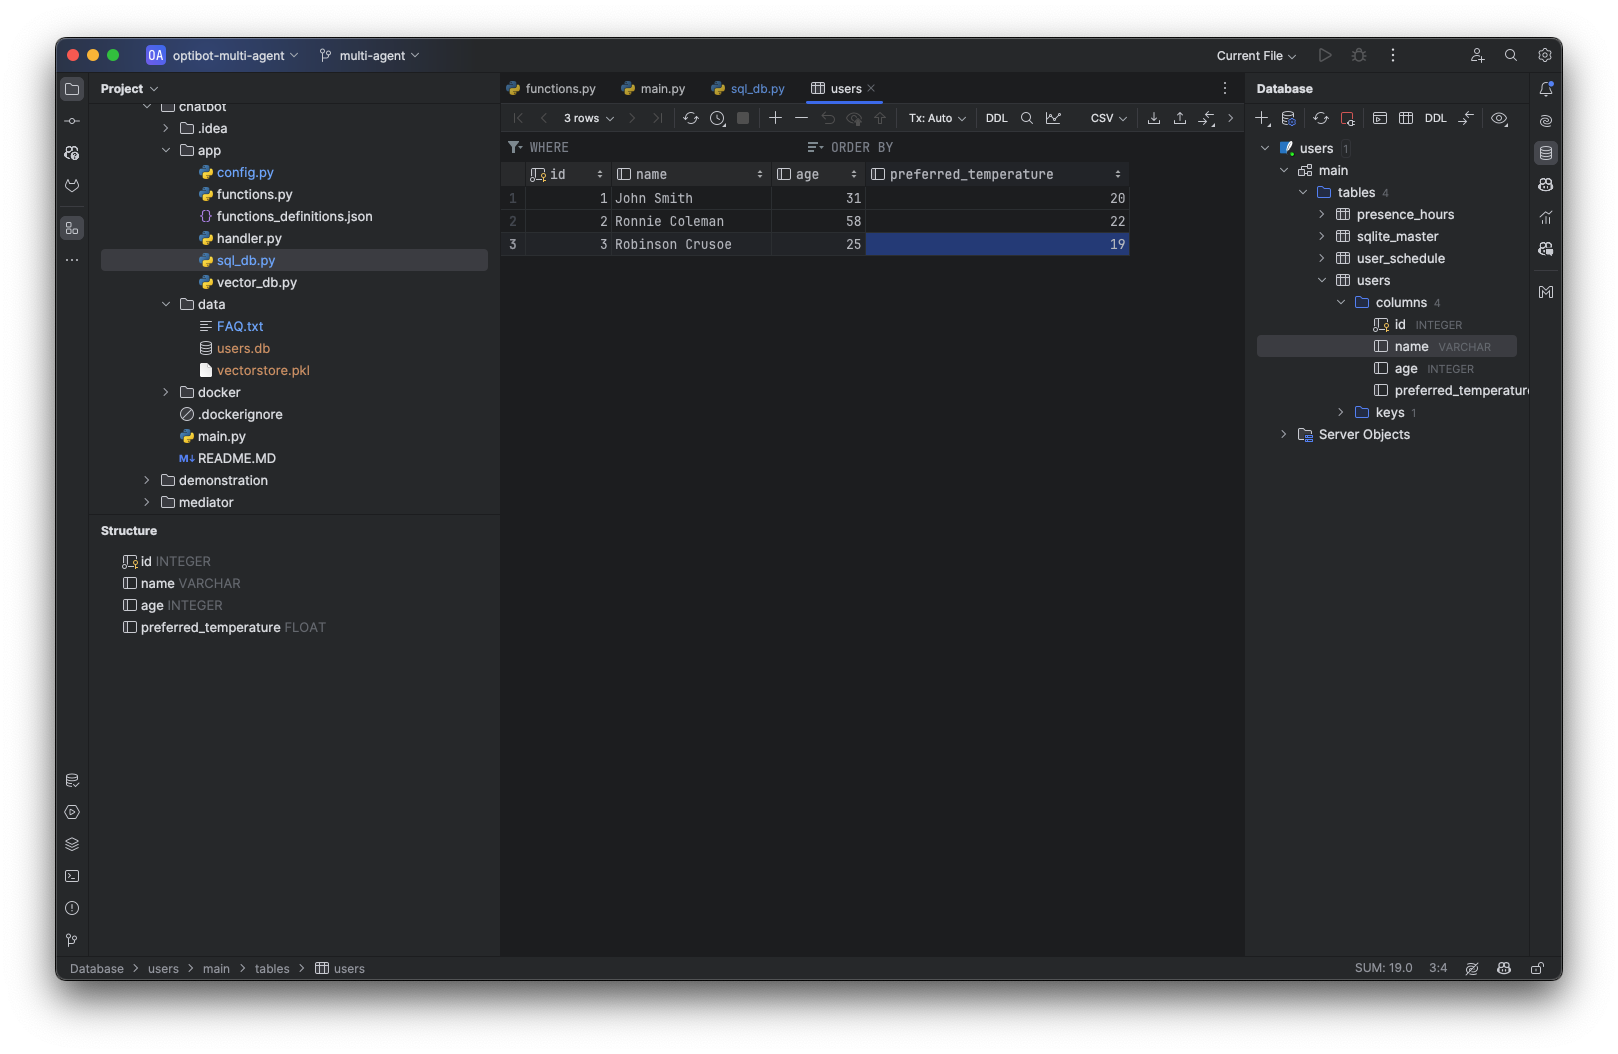 OA optibot-multi-agent multi-agent Current File
Project
chatbot
.idea
app
config.py
functions.py
{} functions_definitions.json
handler.py
sql_db.py
vector_db.py
data
FAQ.txt
users.db
vectorstore.pkl
docker
.dockerignore
main.py
M↓ README.MD
demonstration
mediator
Structure
id INTEGER
name VARCHAR
age INTEGER
preferred_temperature FLOAT
functions.py main.py sql_db.py users
3 rows Tx: Auto DDL CSV
WHERE ORDER BY
id name age preferred_temperature
1 1 John Smith 31 20
2 2 Ronnie Coleman 58 22
3 3 Robinson Crusoe 25 19
Database
DDL
users 1
main
tables 4
presence_hours
sqlite_master
user_schedule
users
columns 4
id INTEGER
name VARCHAR
age INTEGER
preferred_temperature
keys 1
Server Objects
Database > users > main > tables > users SUM: 19.0 3:4